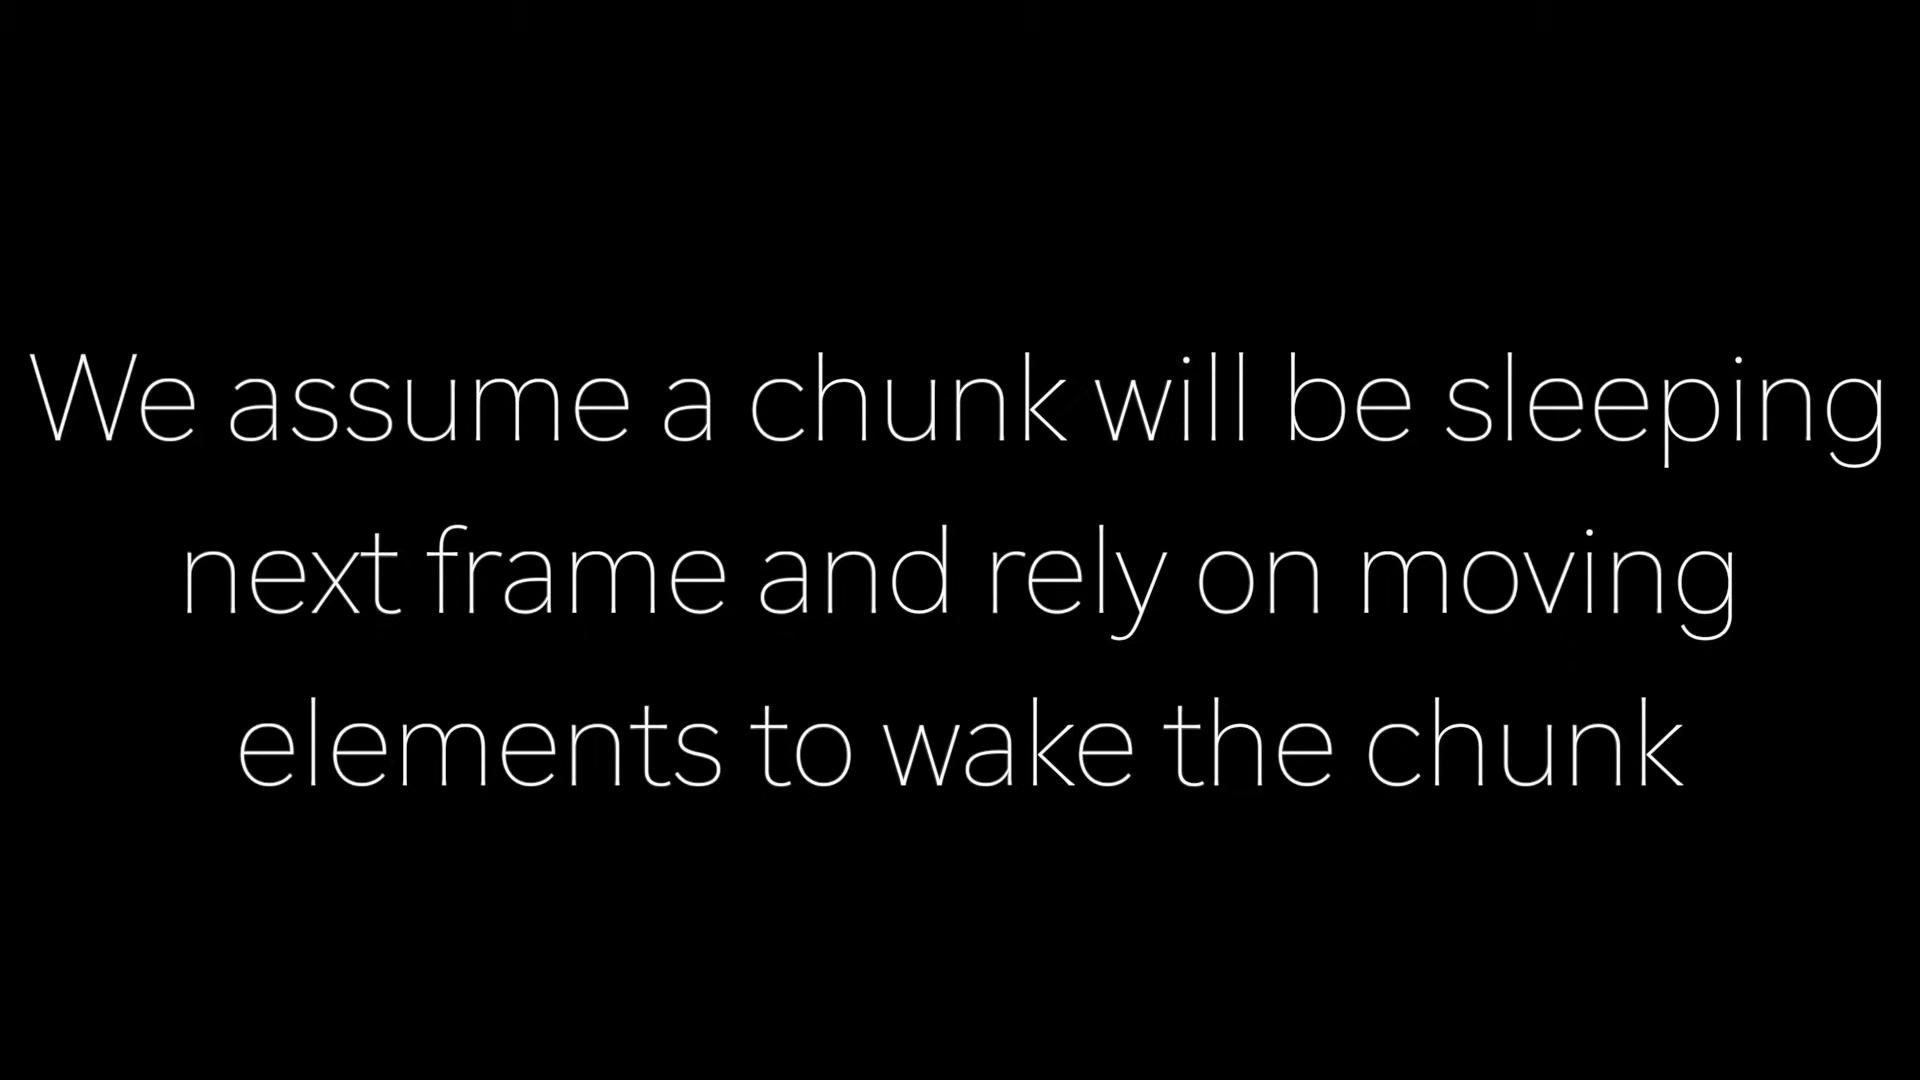 We assume a chunk will be sleeping
next frame and rely on moving
elements to wake the chunk